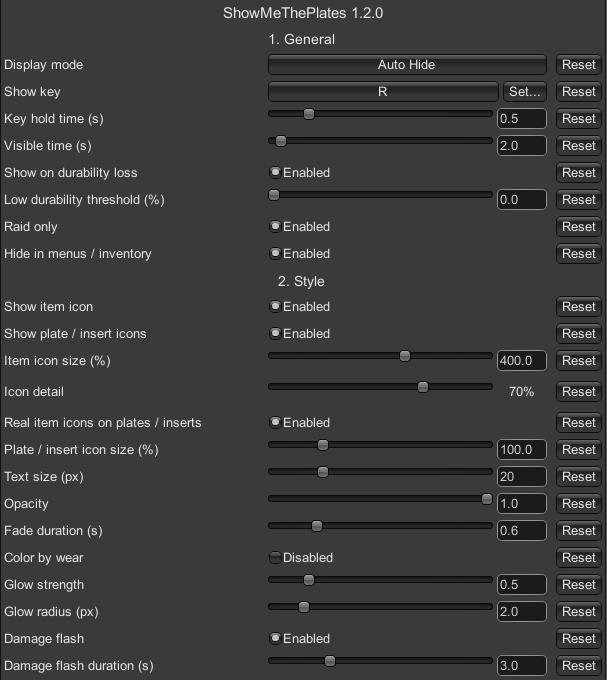 ShowMeThePlates 1.2.0
1. General
Display mode Auto Hide Reset
Show key R Set... Reset
Key hold time (s) 0.5 Reset
Visible time (s) 2.0 Reset
Show on durability loss Enabled Reset
Low durability threshold (%) 0.0 Reset
Raid only Enabled Reset
Hide in menus / inventory Enabled Reset
2. Style
Show item icon Enabled Reset
Show plate / insert icons Enabled Reset
Item icon size (%) 400.0 Reset
Icon detail 70% Reset
Real item icons on plates / inserts Enabled Reset
Plate / insert icon size (%) 100.0 Reset
Text size (px) 20 Reset
Opacity 1.0 Reset
Fade duration (s) 0.6 Reset
Color by wear Disabled Reset
Glow strength 0.5 Reset
Glow radius (px) 2.0 Reset
Damage flash Enabled Reset
Damage flash duration (s) 3.0 Reset